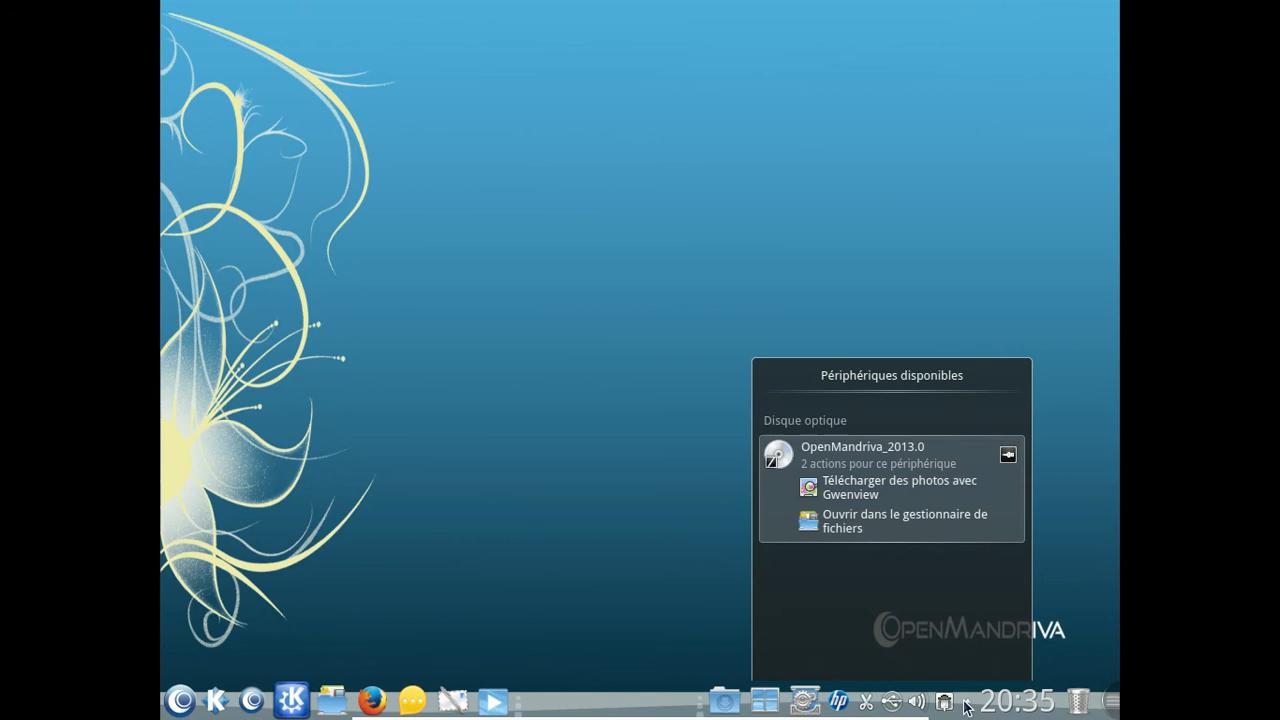 Périphériques disponibles
Disque optique
OpenMandriva_2013.0
2 actions pour ce périphérique
Télécharger des photos avec
Gwenview
Ouvrir dans le gestionnaire de
fichiers
OPENMANDRIVA
hp
20:35